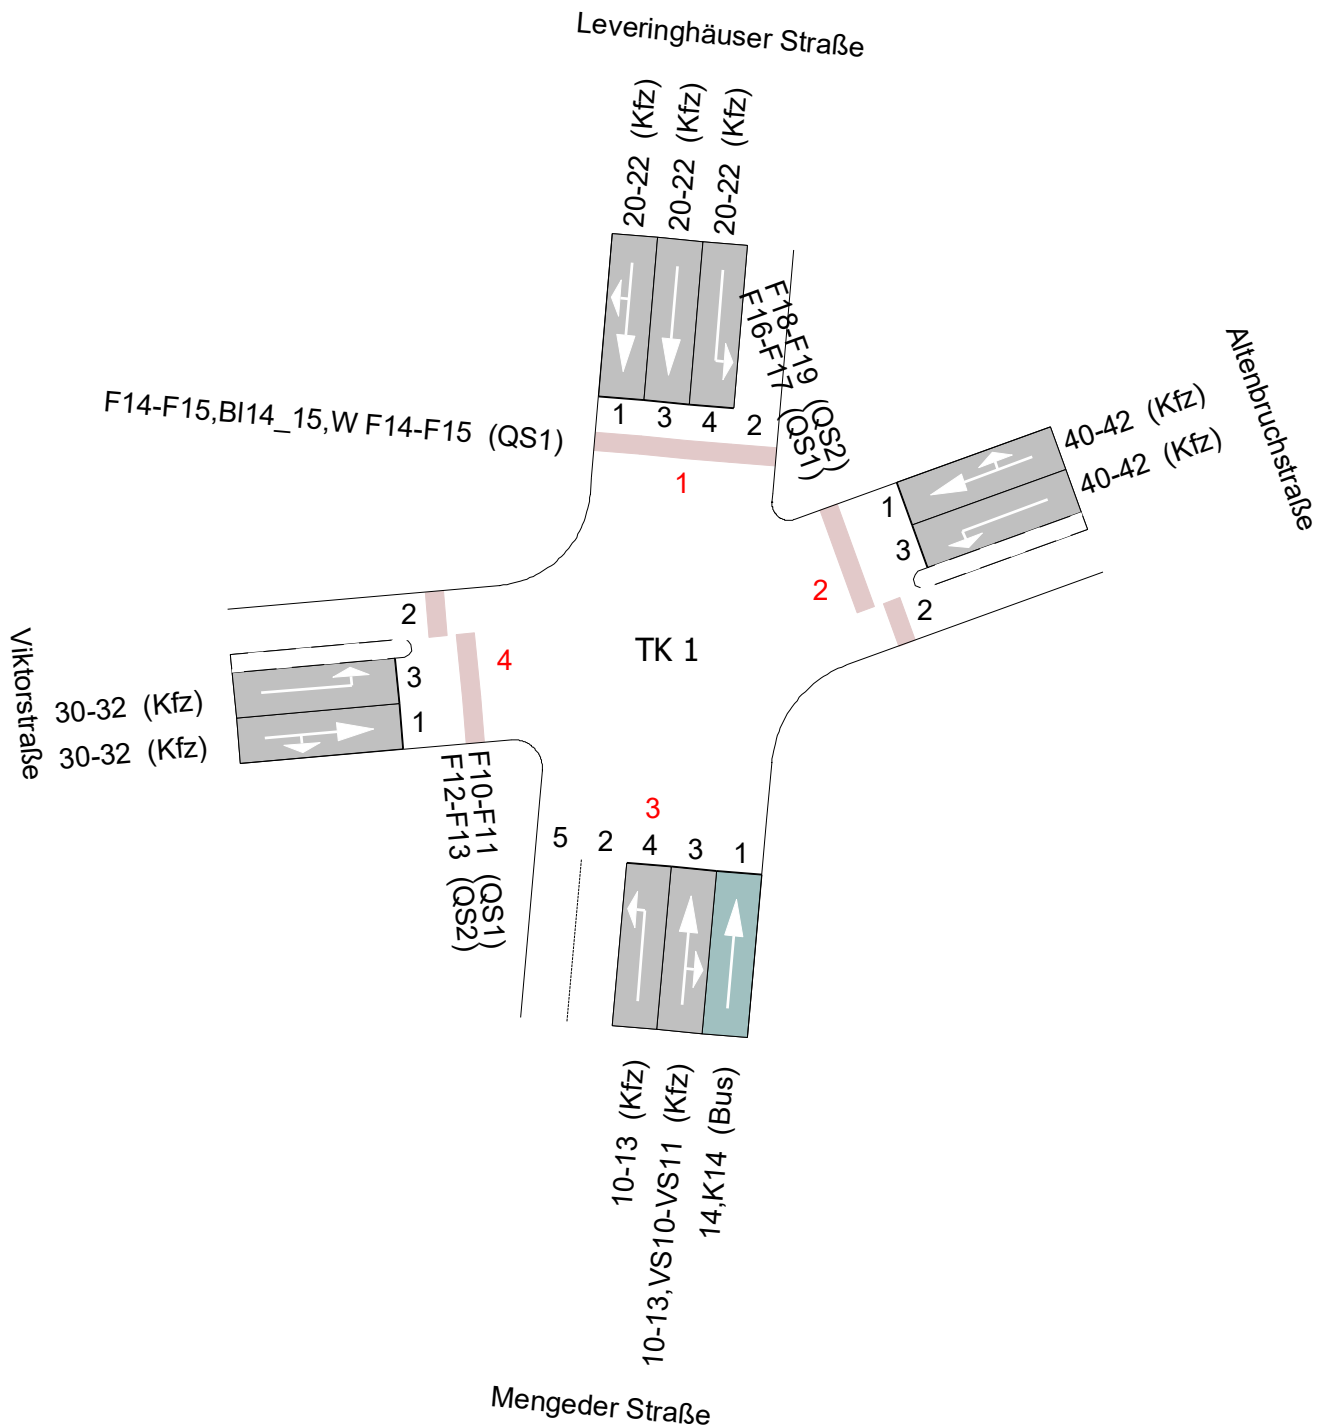 Leveringhäuser Straße
20-22 (Kfz)
20-22 (Kfz)
20-22 (Kfz)
F18-F19 (QS2)
F16-F17 (QS1)
Altenbruchstraße
F14-F15,BI14_15,W F14-F15 (QS1)
1
3
4
2
1
40-42 (Kfz)
40-42 (Kfz)
1
3
2
2
Viktorstraße
2
3
1
4
TK 1
30-32 (Kfz)
30-32 (Kfz)
F10-F11 (QS1)
F12-F13 (QS2)
3
5
2
4
3
1
10-13 (Kfz)
10-13,VS10-VS11 (Kfz)
14,K14 (Bus)
Mengeder Straße